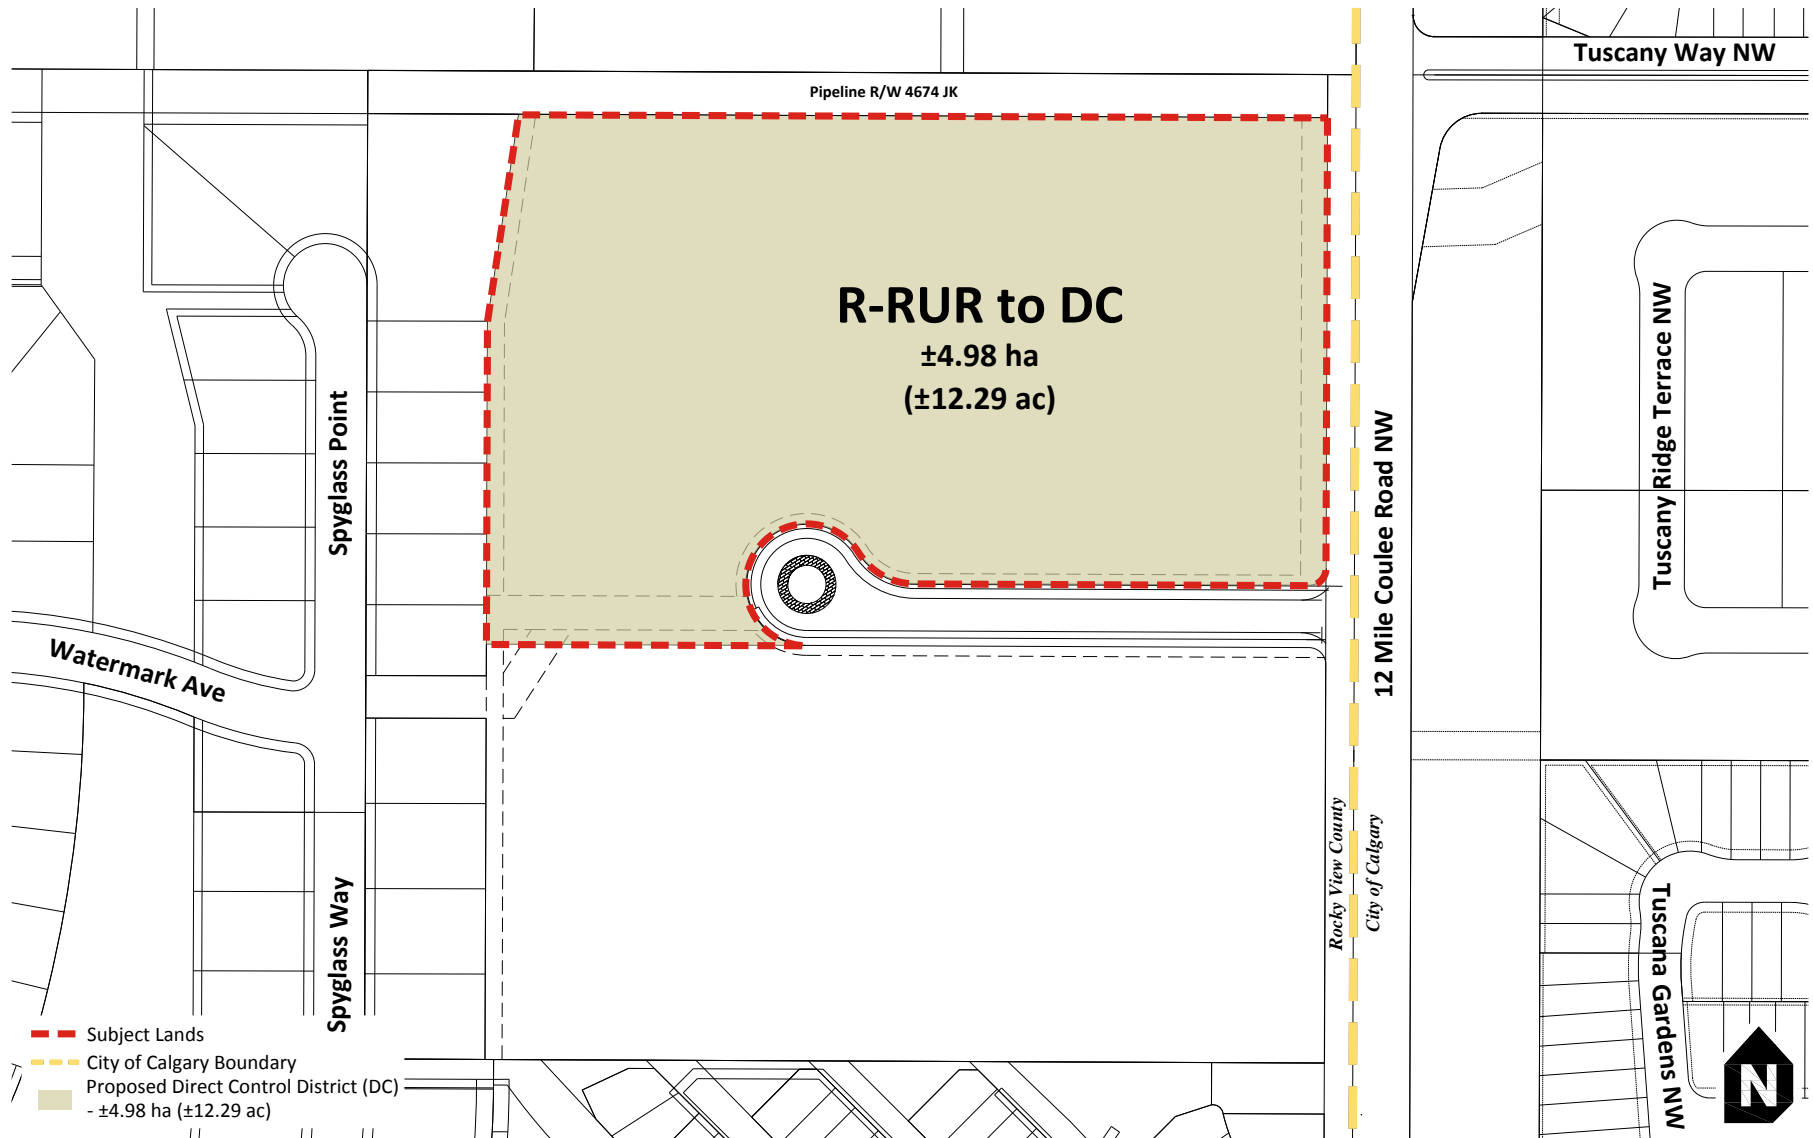 Tuscany Way NW
Pipeline R/W 4674 JK
R-RUR to DC
±4.98 ha
(±12.29 ac)
Spyglass Point
Watermark Ave
Spyglass Way
12 Mile Coulee Road NW
Tuscany Ridge Terrace NW
Rocky View County
City of Calgary
Tuscana Gardens NW
Subject Lands
City of Calgary Boundary
Proposed Direct Control District (DC)
- ±4.98 ha (±12.29 ac)
N